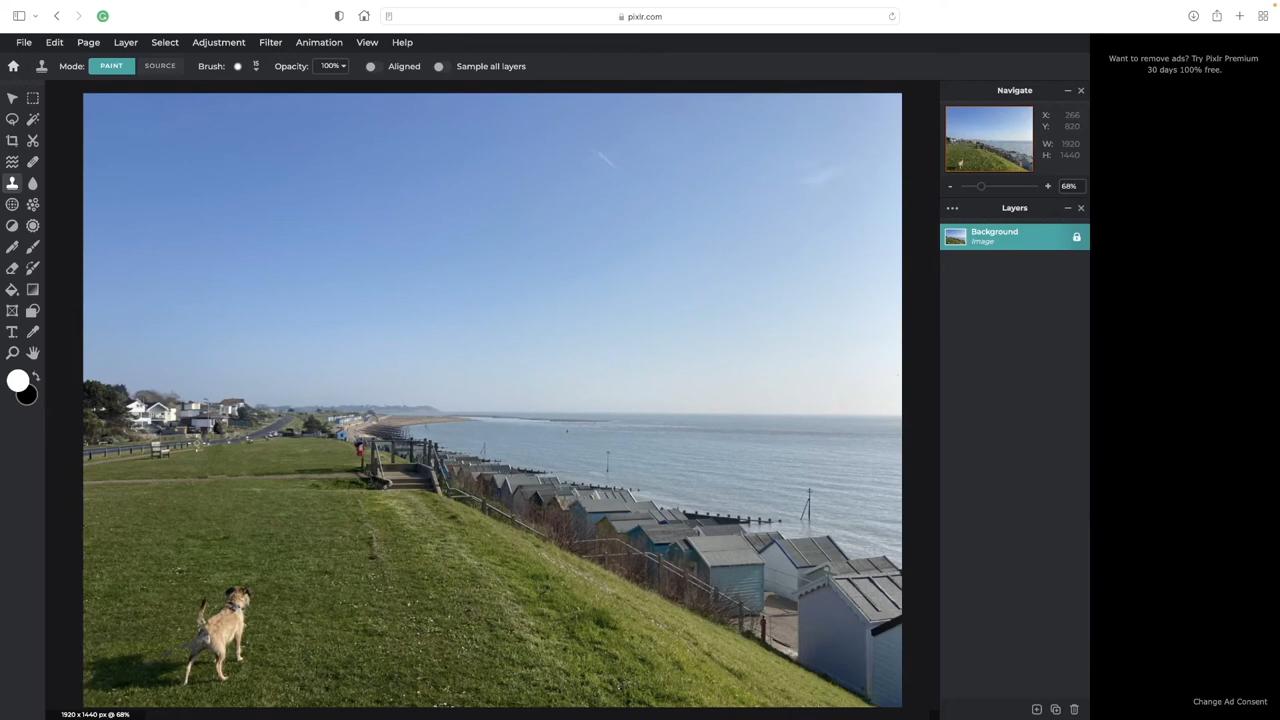 pixlr.com
File Edit Page Layer Select Adjustment Filter Image Animation View Help
Mode: PAINT SOURCE Brush: 15 Opacity: 100% Aligned Sample all layers
Want to remove ads? Try Pixlr Premium
30 days 100% free.
Navigate
X: 266
Y: 820
W: 1920
H: 1440
- + 68%
Layers
Background
Image
1920 x 1440 px @ 68%
Change Ad Consent